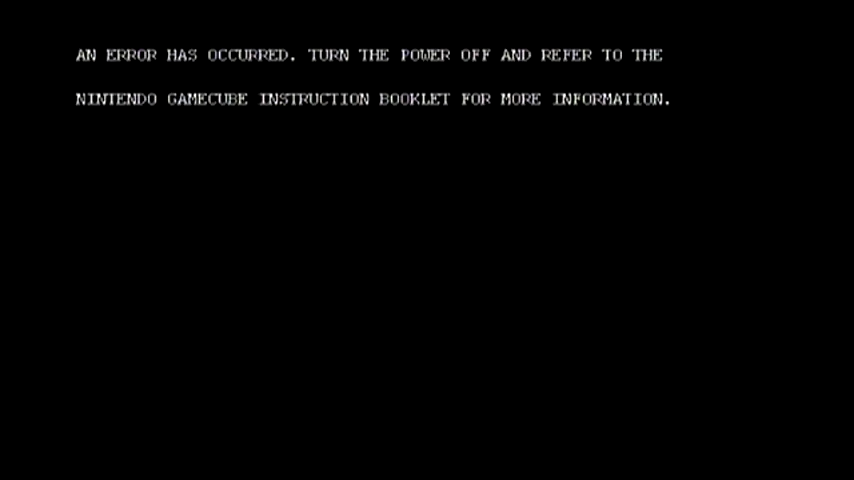 AN ERROR HAS OCCURRED. TURN THE POWER OFF AND REFER TO THE
NINTENDO GAMECUBE INSTRUCTION BOOKLET FOR MORE INFORMATION.